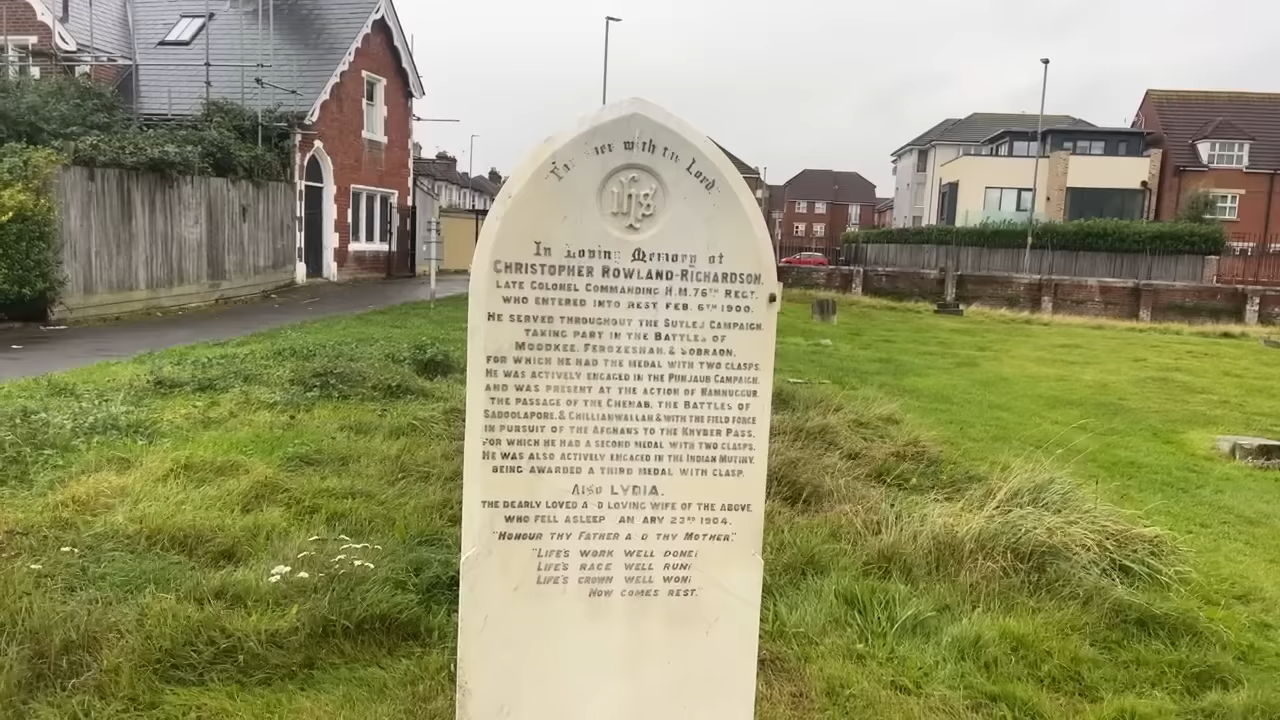 with the Lord"
ihs
In Loving Memory of
CHRISTOPHER ROWLAND-RICHARDSON,
LATE COLONEL COMMANDING H.M. 76TH REGT.
WHO ENTERED INTO REST FEB. 6TH 1900.
HE SERVED THROUGHOUT THE SUTLEJ CAMPAIGN,
TAKING PART IN THE BATTLES OF
MOODKEE, FEROZESHAH, & SOBRAON,
FOR WHICH HE HAD THE MEDAL WITH TWO CLASPS.
HE WAS ACTIVELY ENGAGED IN THE PUNJAUB CAMPAIGN,
AND WAS PRESENT AT THE ACTION OF RAMNUGGUR,
THE PASSAGE OF THE CHENAB, THE BATTLES OF
SADOOLAPORE, & CHILLIANWALLAH & WITH THE FIELD FORCE
IN PURSUIT OF THE AFGHANS TO THE KHYBER PASS,
FOR WHICH HE HAD A SECOND MEDAL WITH TWO CLASPS.
HE WAS ALSO ACTIVELY ENGAGED IN THE INDIAN MUTINY,
BEING AWARDED A THIRD MEDAL WITH CLASP.
ALSO LYDIA,
THE DEARLY LOVED A D LOVING WIFE OF THE ABOVE,
WHO FELL ASLEEP AN ARY 23RD 1904.
"HONOUR THY FATHER A D THY MOTHER."
"LIFE'S WORK WELL DONE!
LIFE'S RACE WELL RUN!
LIFE'S CROWN WELL WON!
NOW COMES REST."